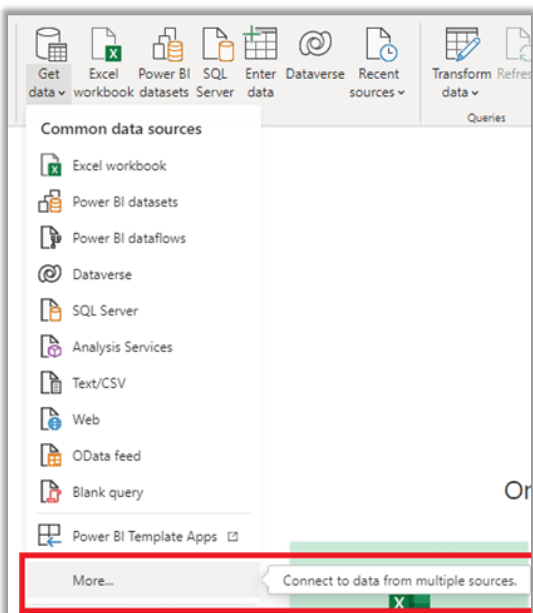 Get Excel Power BI SQL Enter Dataverse Recent Transform Refres
data workbook datasets Server data sources data
Queries
Common data sources
Excel workbook
Power BI datasets
Power BI dataflows
Dataverse
SQL Server
Analysis Services
Text/CSV
Web
OData feed
Blank query
Or
Power BI Template Apps
More... Connect to data from multiple sources.